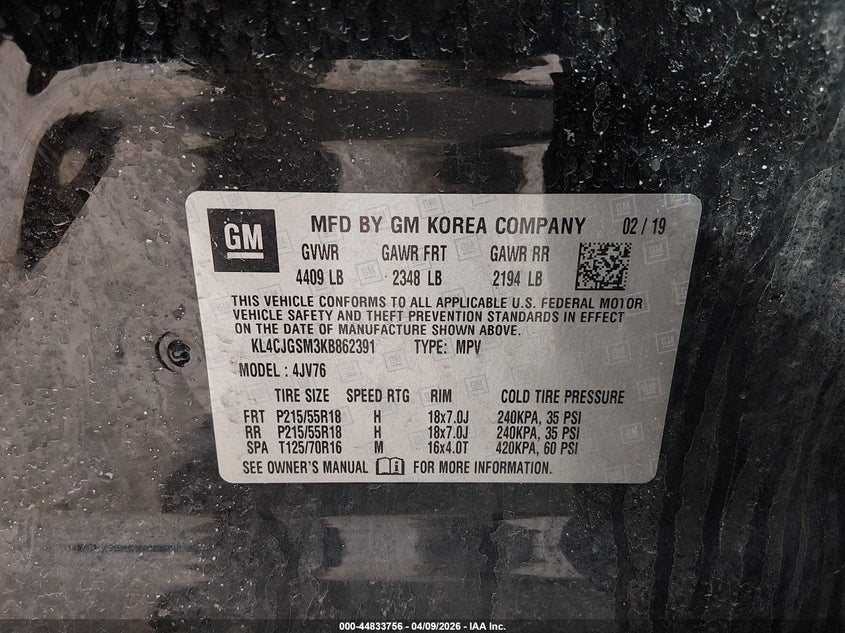 GM MFD BY GM KOREA COMPANY 02 / 19
GVWR GAWR FRT GAWR RR
4409 LB 2348 LB 2194 LB
THIS VEHICLE CONFORMS TO ALL APPLICABLE U.S. FEDERAL MOTOR
VEHICLE SAFETY AND THEFT PREVENTION STANDARDS IN EFFECT
ON THE DATE OF MANUFACTURE SHOWN ABOVE.
KL4CJGSM3KB862391 TYPE: MPV
MODEL : 4JV76
TIRE SIZE SPEED RTG RIM COLD TIRE PRESSURE
FRT P215/55R18 H 18x7.0J 240KPA, 35 PSI
RR P215/55R18 H 18x7.0J 240KPA, 35 PSI
SPA T125/70R16 M 16x4.0T 420KPA, 60 PSI
SEE OWNER'S MANUAL FOR MORE INFORMATION.
000-44833756 - 04/09/2026 - IAA Inc.